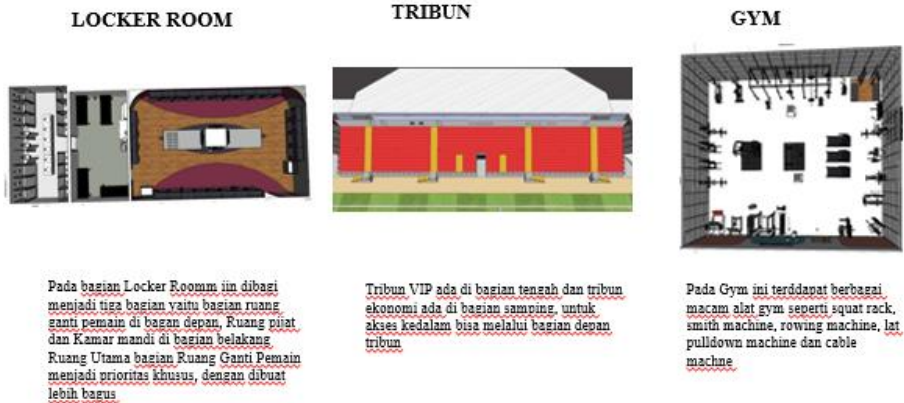 LOCKER ROOM
TRIBUN
GYM
Pada bagian Locker Roomm iin dibagi
menjadi tiga bagian yaitu bagian ruang
ganti pemain di bagan depan, Ruang pijat
dan Kamar mandi di bagian belakang
Ruang Utama bagian Ruang Ganti Pemain
menjadi prioritas khusus, dengan dibuat
lebih bagus
Tribun VIP ada di bagian tengah dan tribun
ekonomi ada di bagian samping, untuk
akses kedalam bisa melalui bagian depan
tribun
Pada Gym ini terddapat berbagai
macam alat gym seperti squat rack,
smith machine, rowing machine, lat
pulldown machine dan cable
machne